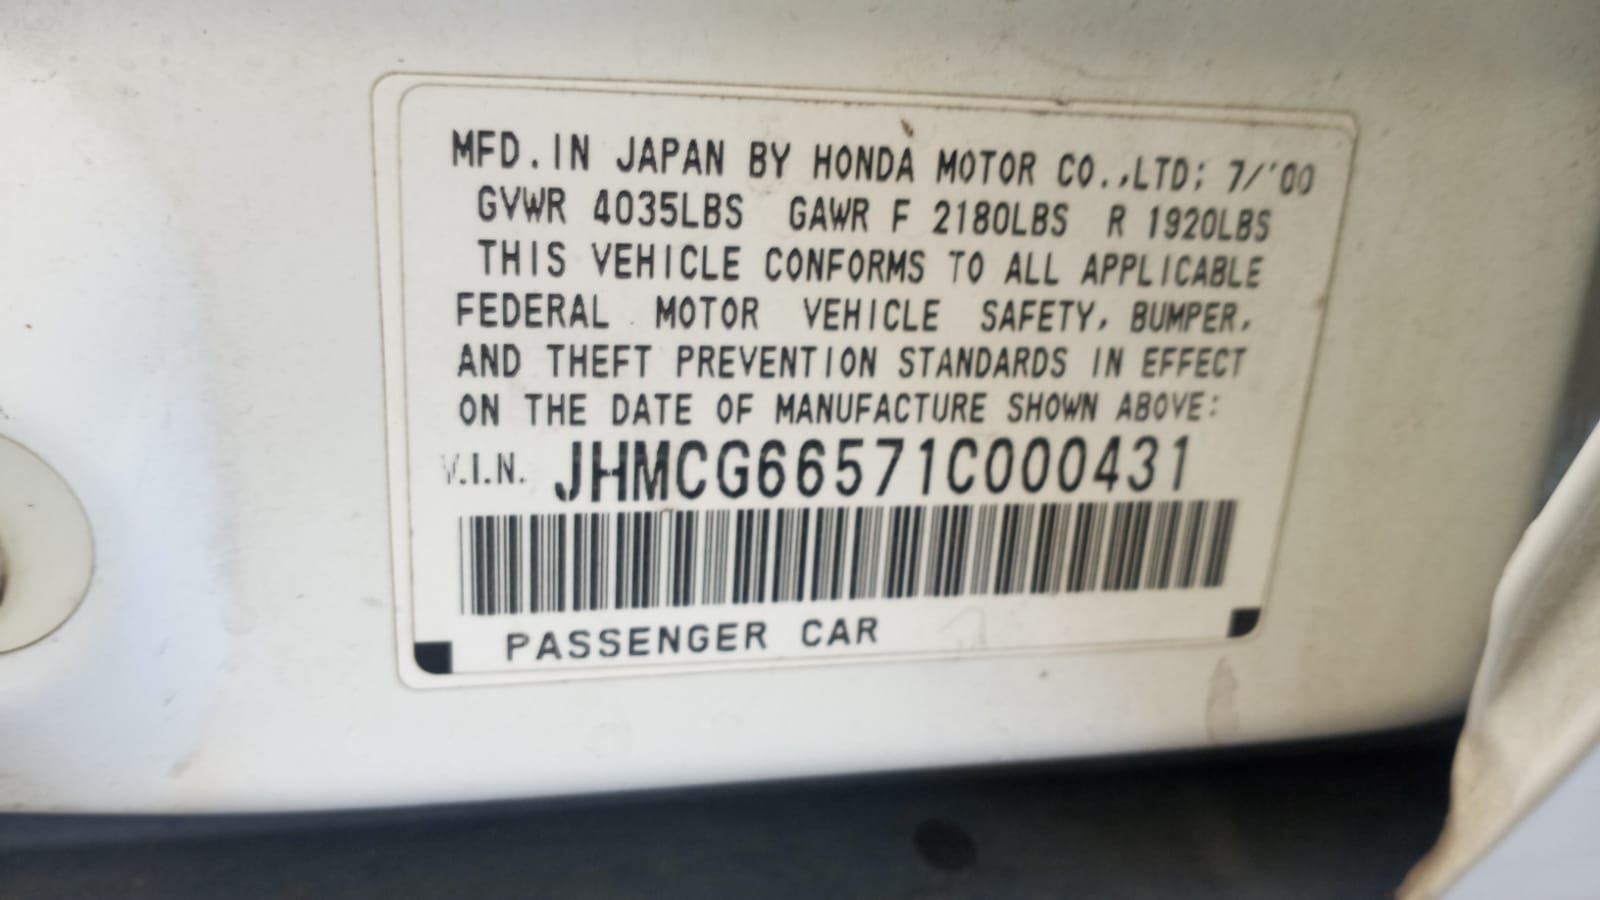 MFD.IN JAPAN BY HONDA MOTOR CO.,LTD; 7/'00
GVWR 4035LBS GAWR F 2180LBS R 1920LBS
THIS VEHICLE CONFORMS TO ALL APPLICABLE
FEDERAL MOTOR VEHICLE SAFETY, BUMPER,
AND THEFT PREVENTION STANDARDS IN EFFECT
ON THE DATE OF MANUFACTURE SHOWN ABOVE:
V.I.N. JHMCG66571C000431
PASSENGER CAR